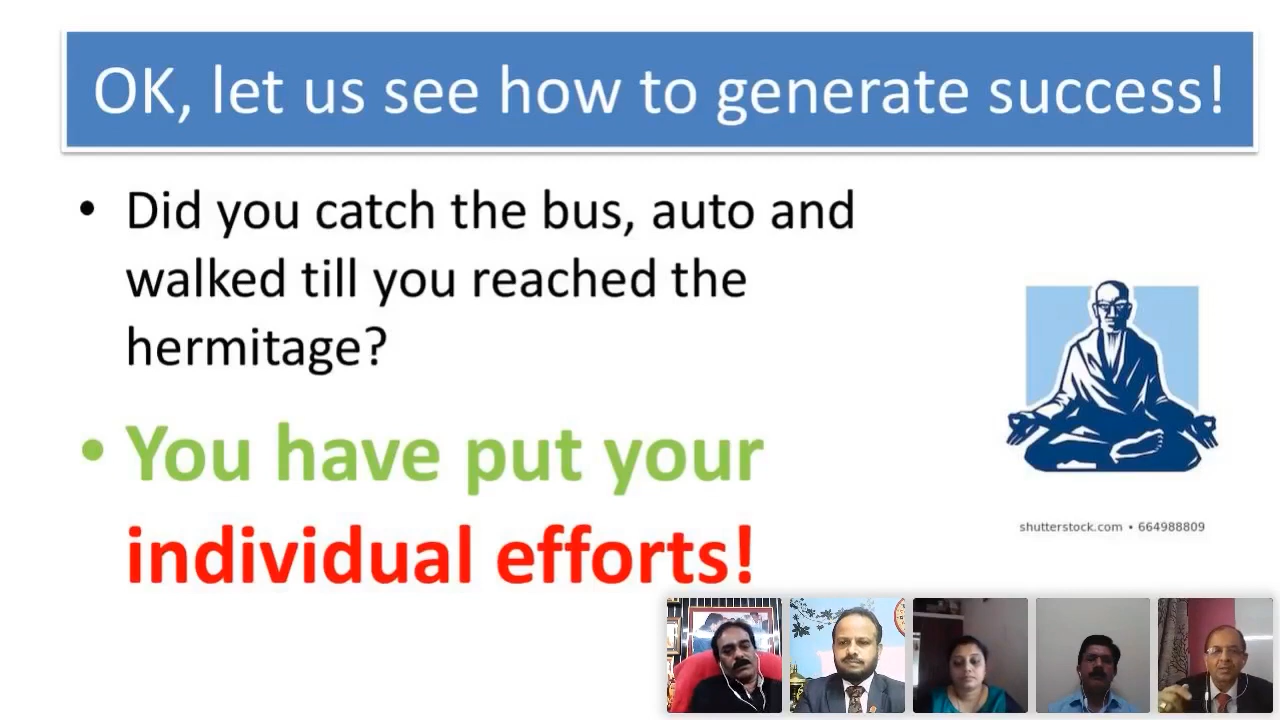 OK, let us see how to generate success!
• Did you catch the bus, auto and
walked till you reached the
hermitage?
• You have put your
individual efforts!
shutterstock.com • 664988809